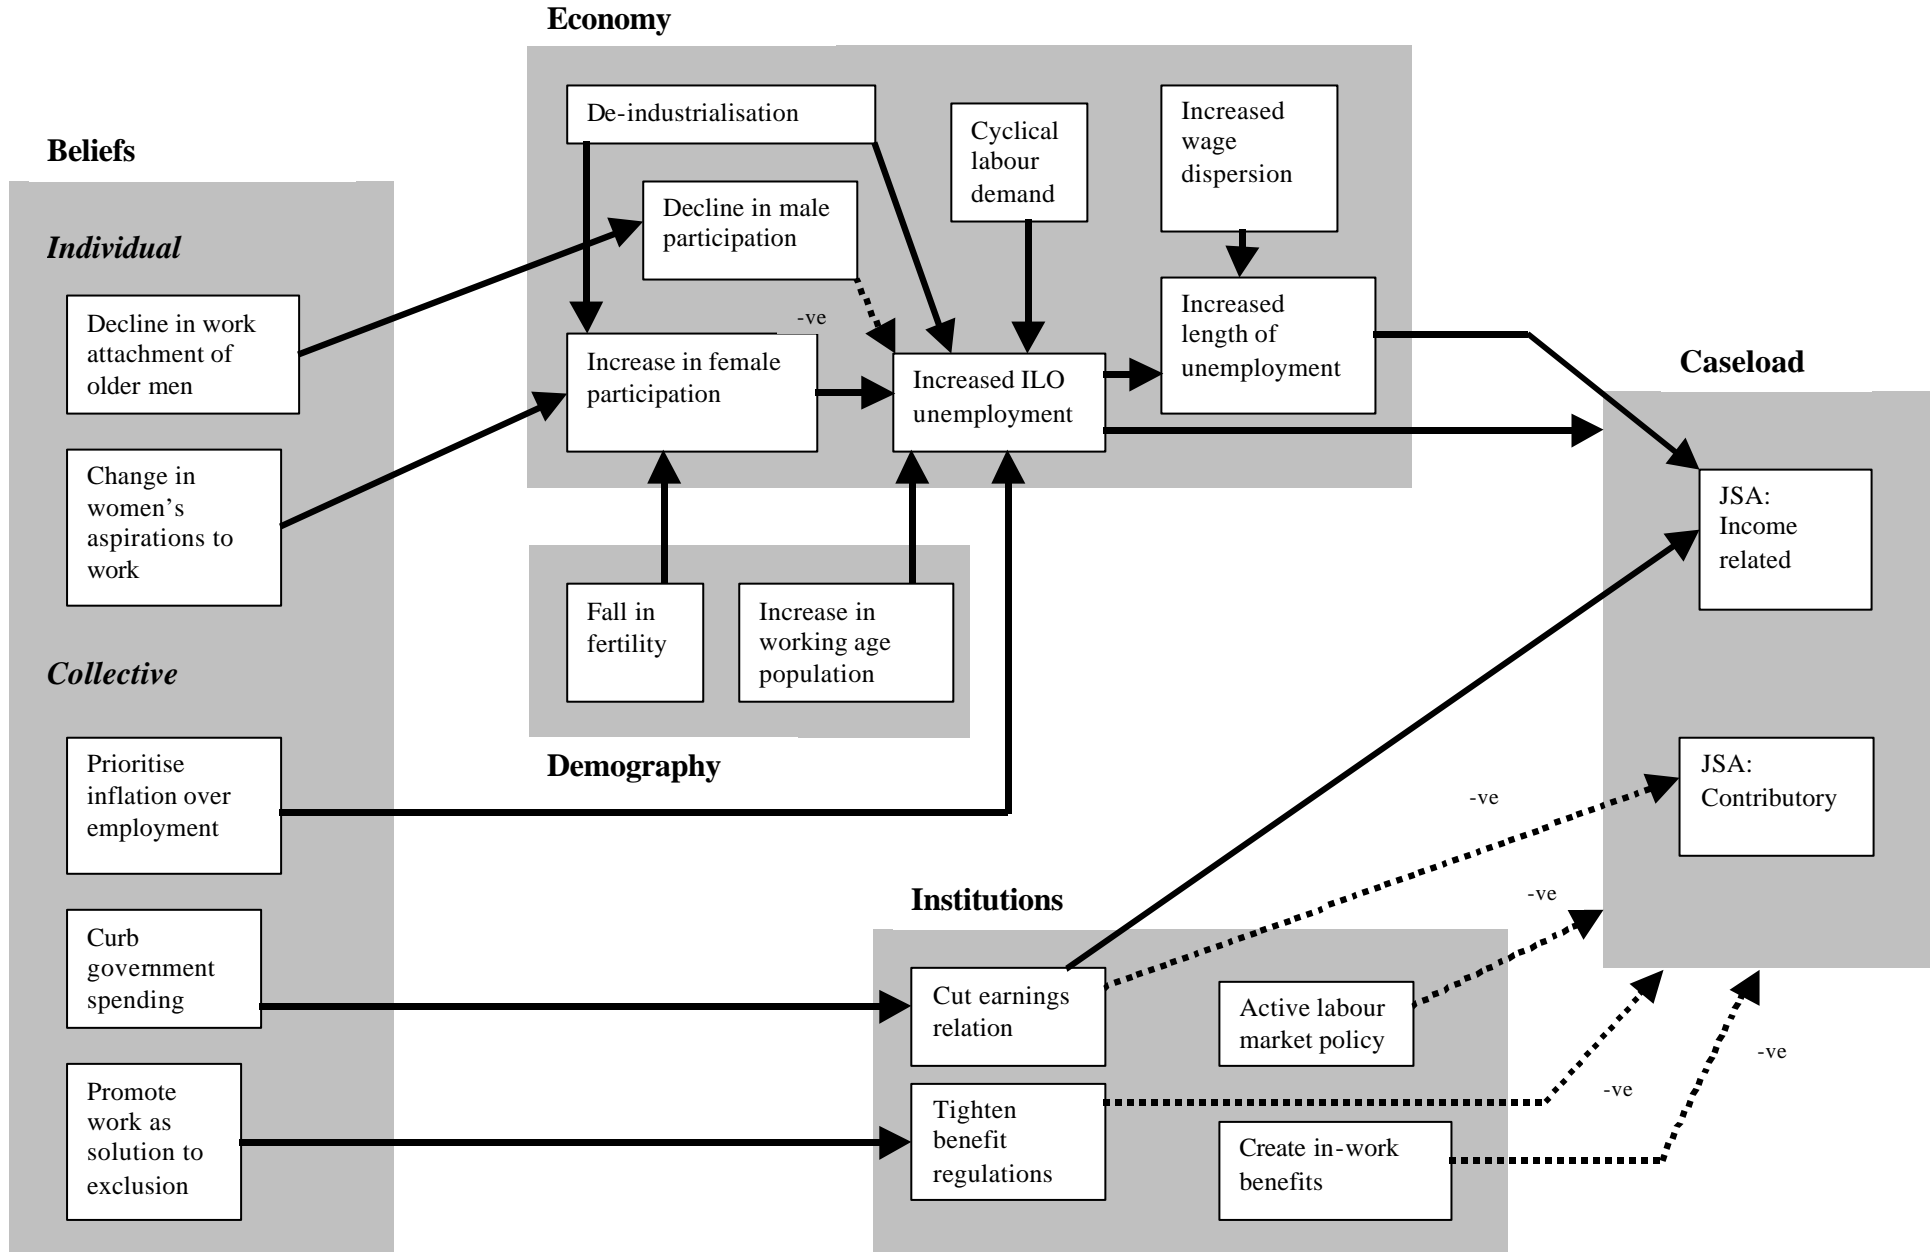 Economy
De-industrialisation
Cyclical
labour
demand
Increased
wage
dispersion
Decline in male
participation
-ve
Increase in female
participation
Increased ILO
unemployment
Increased
length of
unemployment
Beliefs
Individual
Decline in work
attachment of
older men
Change in
women’s
aspirations to
work
Collective
Prioritise
inflation over
employment
Curb
government
spending
Promote
work as
solution to
exclusion
Fall in
fertility
Increase in
working age
population
Demography
Institutions
Cut earnings
relation
Active labour
market policy
Tighten
benefit
regulations
Create in-work
benefits
Caseload
JSA:
Income
related
JSA:
Contributory
-ve
-ve
-ve
-ve